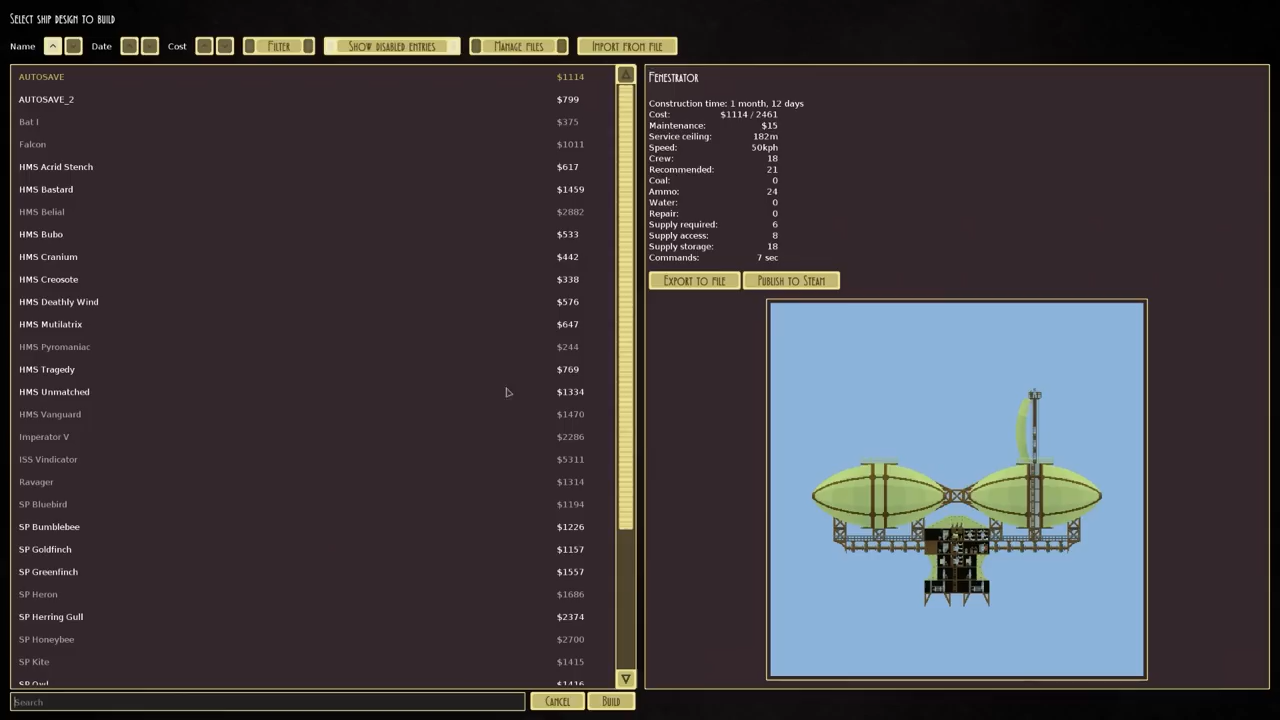 Select ship design to build
Name Date Cost Filter Show disabled entries Manage files Import from file
AUTOSAVE $1114
AUTOSAVE_2 $799
Bat I $375
Falcon $1011
HMS Acrid Stench $617
HMS Bastard $1459
HMS Belial $2882
HMS Bubo $533
HMS Cranium $442
HMS Creosote $338
HMS Deathly Wind $576
HMS Mutilatrix $647
HMS Pyromaniac $244
HMS Tragedy $769
HMS Unmatched $1334
HMS Vanguard $1470
Imperator V $2286
ISS Vindicator $5311
Ravager $1314
SP Bluebird $1194
SP Bumblebee $1226
SP Goldfinch $1157
SP Greenfinch $1557
SP Heron $1686
SP Herring Gull $2374
SP Honeybee $2700
SP Kite $1415
SP Owl $1416
Search Cancel Build
Fenestrator
Construction time: 1 month, 12 days
Cost: $1114 / 2461
Maintenance: $15
Service ceiling: 182m
Speed: 50kph
Crew: 18
Recommended: 21
Coal: 0
Ammo: 24
Water: 0
Repair: 0
Supply required: 6
Supply access: 8
Supply storage: 18
Commands: 7 sec
Export to file Publish to Steam